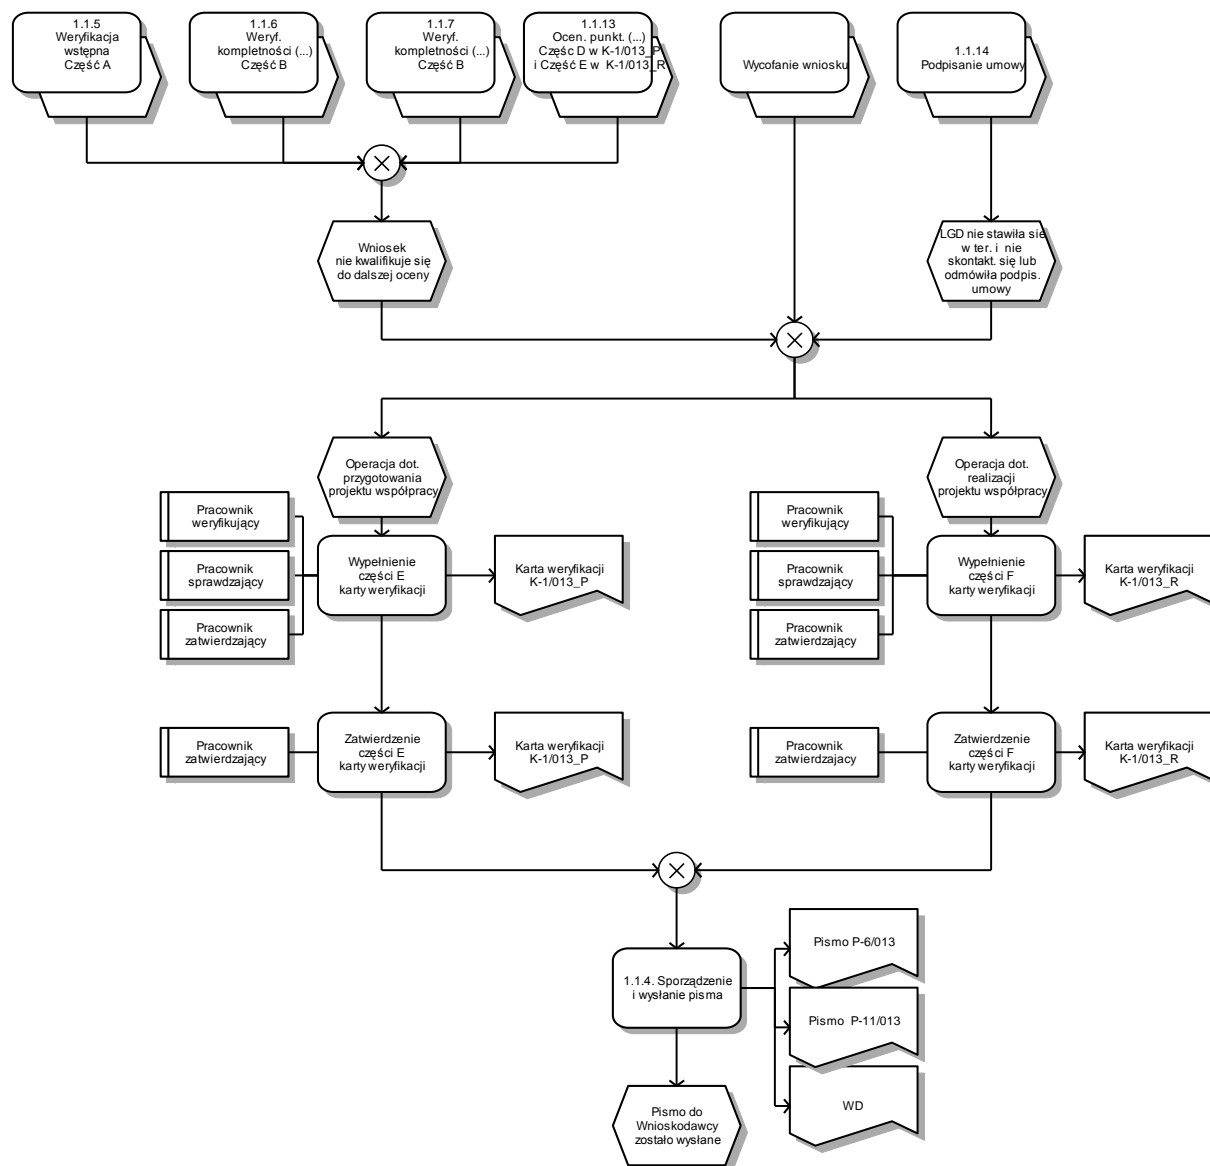 1.1.5
Weryfikacja
wstępna
Część A
1.1.6
Weryf.
kompletności (...)
Część B
1.1.7
Weryf.
kompletności (...)
Część B
1.1.13
Ocen. punkt. (...)
Częśc D w K-1/013_P
i Część E w K-1/013_R
Wycofanie wniosku
1.1.14
Podpisanie umowy
Wniosek
nie kwalifikuje się
do dalszej oceny
LGD nie stawiła się
w ter. i nie
skontakt. się lub
odmówiła podpis.
umowy
Operacja dot.
przygotowania
projektu współpracy
Operacja dot.
realizacji
projektu współpracy
Pracownik
weryfikujący
Pracownik
sprawdzający
Pracownik
zatwierdzający
Wypełnienie
części E
karty weryfikacji
Karta weryfikacji
K-1/013_P
Pracownik
weryfikujący
Pracownik
sprawdzający
Pracownik
zatwierdzający
Wypełnienie
części F
karty weryfikacji
Karta weryfikacji
K-1/013_R
Pracownik
zatwierdzający
Zatwierdzenie
części E
karty weryfikacji
Karta weryfikacji
K-1/013_P
Pracownik
zatwierdzajacy
Zatwierdzenie
części F
karty weryfikacji
Karta weryfikacji
K-1/013_R
1.1.4. Sporządzenie
i wysłanie pisma
Pismo P-6/013
Pismo P-11/013
WD
Pismo do
Wnioskodawcy
zostało wysłane